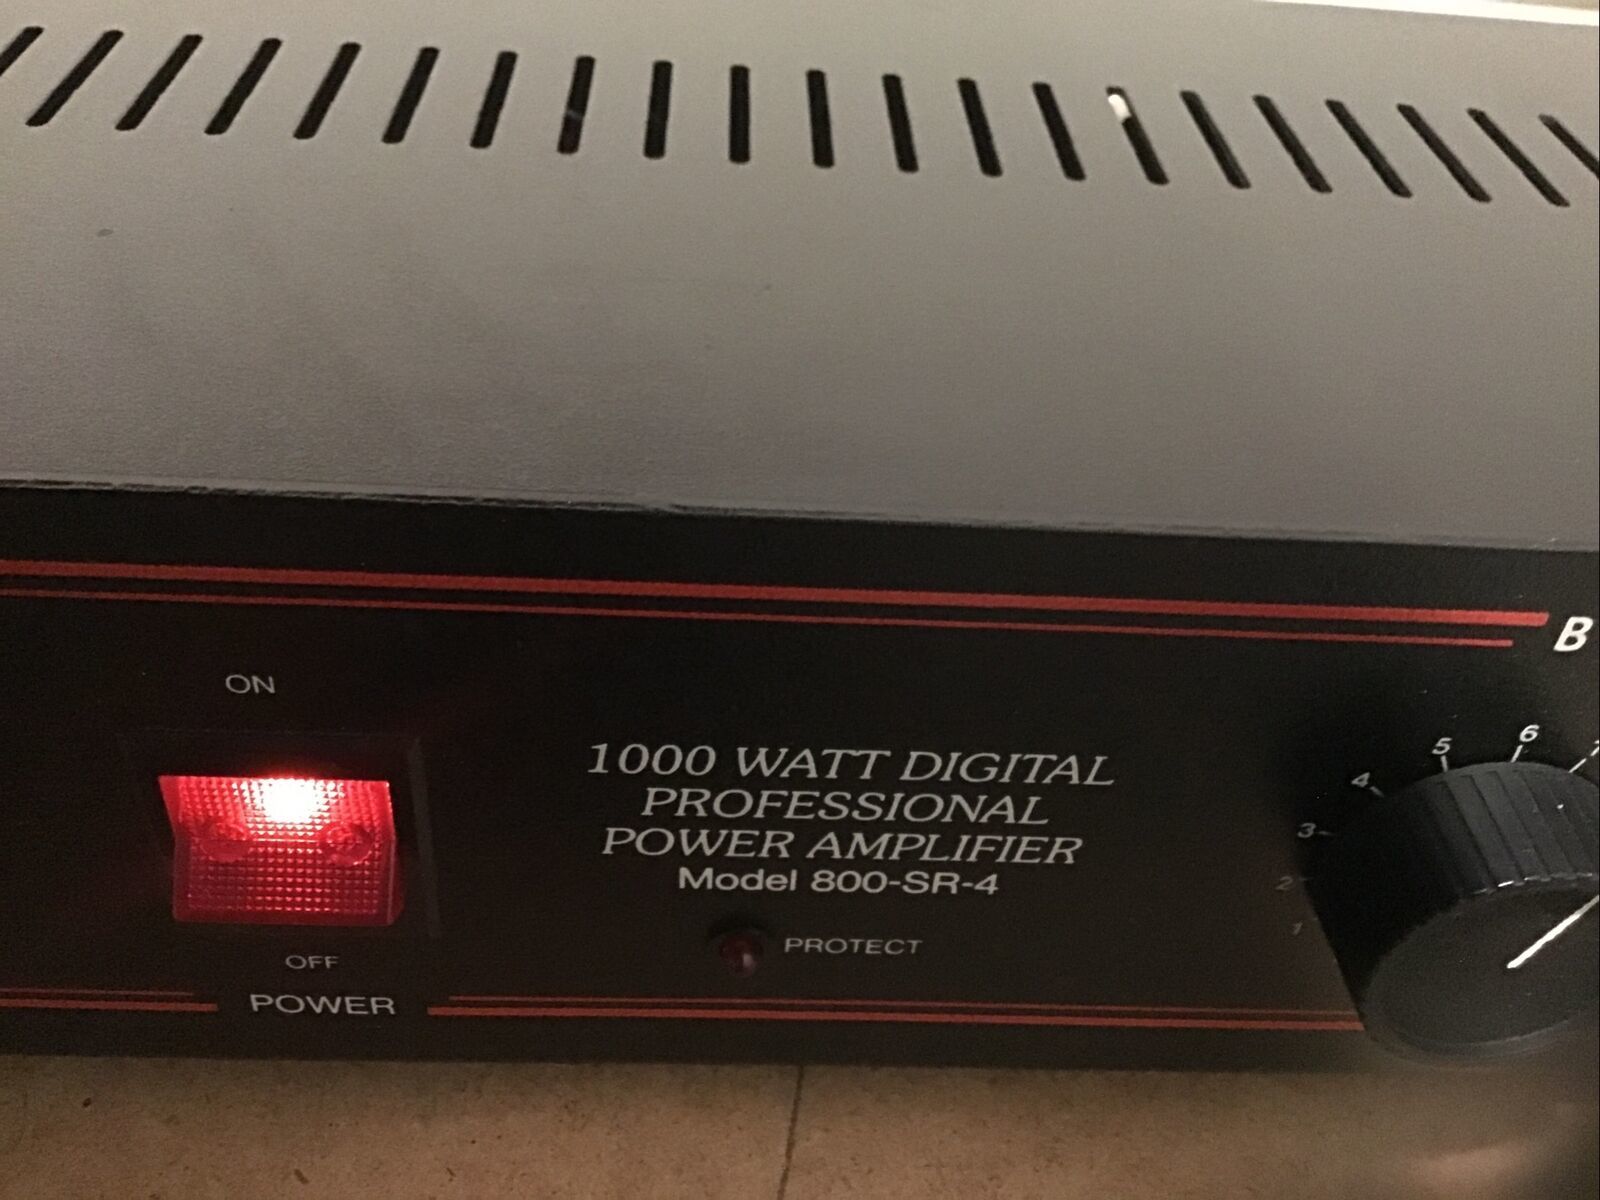 B
ON
1000 WATT DIGITAL
PROFESSIONAL
POWER AMPLIFIER
Model 800-SR-4
PROTECT
OFF
POWER
1
2
3
4
5
6
7